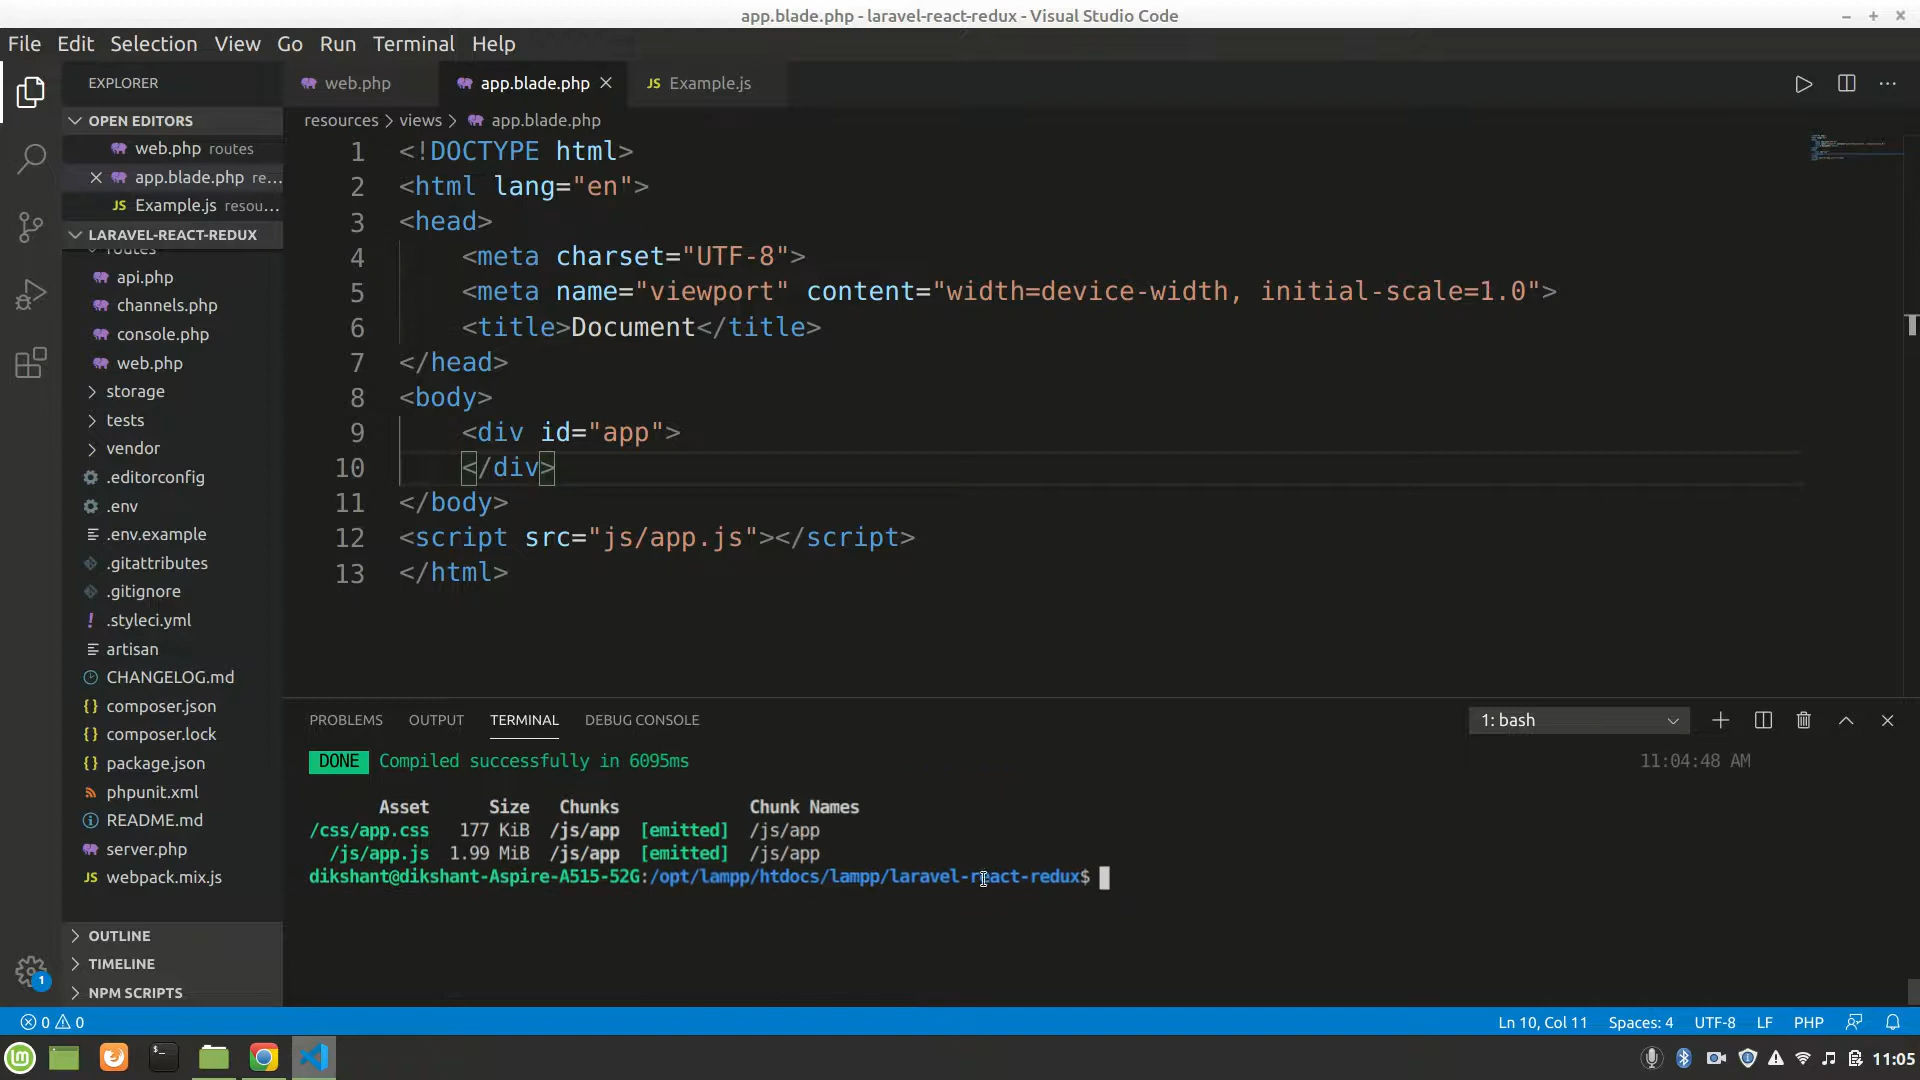 app.blade.php - laravel-react-redux - Visual Studio Code
File Edit Selection View Go Run Terminal Help
EXPLORER
web.php
app.blade.php
JS Example.js
OPEN EDITORS
web.php routes
app.blade.php re...
JS Example.js resou...
LARAVEL-REACT-REDUX
routes
api.php
channels.php
console.php
web.php
storage
tests
vendor
.editorconfig
.env
.env.example
.gitattributes
.gitignore
.styleci.yml
artisan
CHANGELOG.md
composer.json
composer.lock
package.json
phpunit.xml
README.md
server.php
JS webpack.mix.js
OUTLINE
TIMELINE
NPM SCRIPTS
resources > views > app.blade.php
1 <!DOCTYPE html>
2 <html lang="en">
3 <head>
4 <meta charset="UTF-8">
5 <meta name="viewport" content="width=device-width, initial-scale=1.0">
6 <title>Document</title>
7 </head>
8 <body>
9 <div id="app">
10 </div>
11 </body>
12 <script src="js/app.js"></script>
13 </html>
PROBLEMS OUTPUT TERMINAL DEBUG CONSOLE
1: bash
DONE Compiled successfully in 6095ms 11:04:48 AM
Asset Size Chunks Chunk Names
/css/app.css 177 KiB /js/app [emitted] /js/app
/js/app.js 1.99 MiB /js/app [emitted] /js/app
dikshant@dikshant-Aspire-A515-52G:/opt/lampp/htdocs/lampp/laravel-react-redux$
1
0 0
Ln 10, Col 11 Spaces: 4 UTF-8 LF PHP
11:05